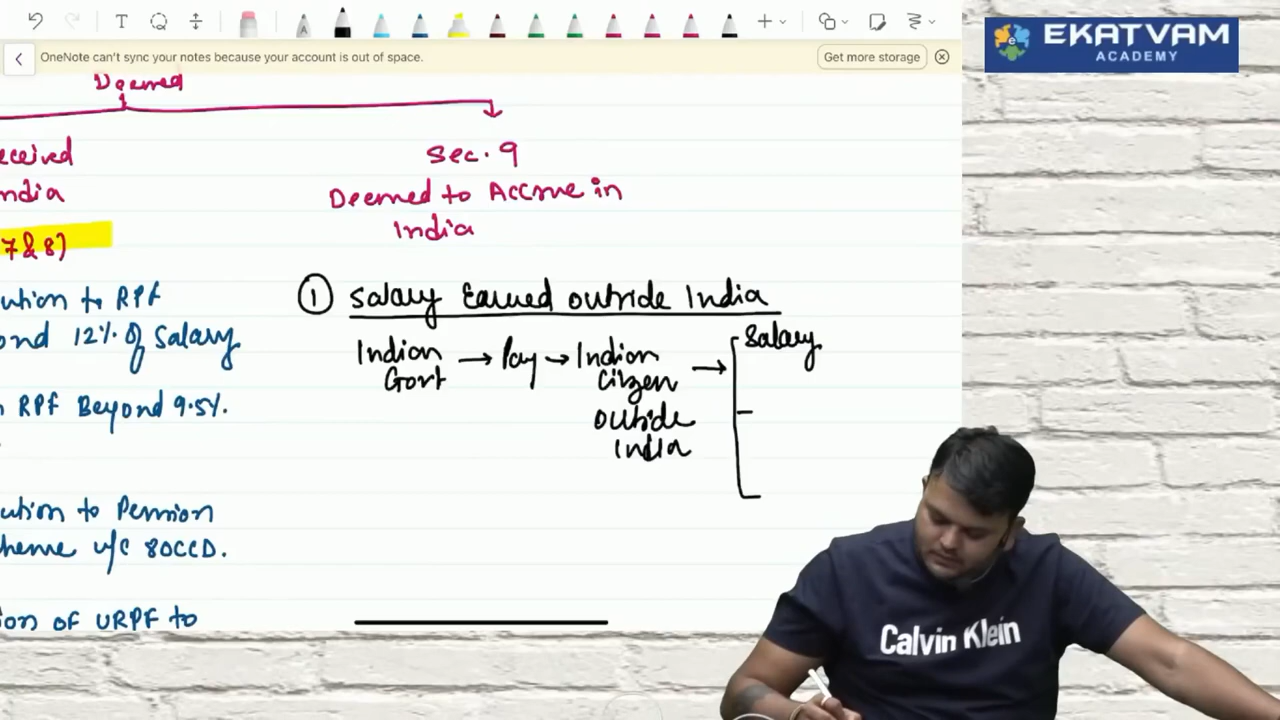 OneNote can't sync your notes because your account is out of space.
Get more storage
EKATVAM
ACADEMY
Deemed
eceived
ndia
7 & 8)
ution to RPF
ond 12% of Salary
n RPF Beyond 9.5%.
ution to Pension
heme u/c 80CCD.
ion of URPF to
Sec. 9
Deemed to Accrue in
India
① Salary Earned outside India
Indian Govt → Pay → Indian Citizen outside India → Salary
Calvin Klein